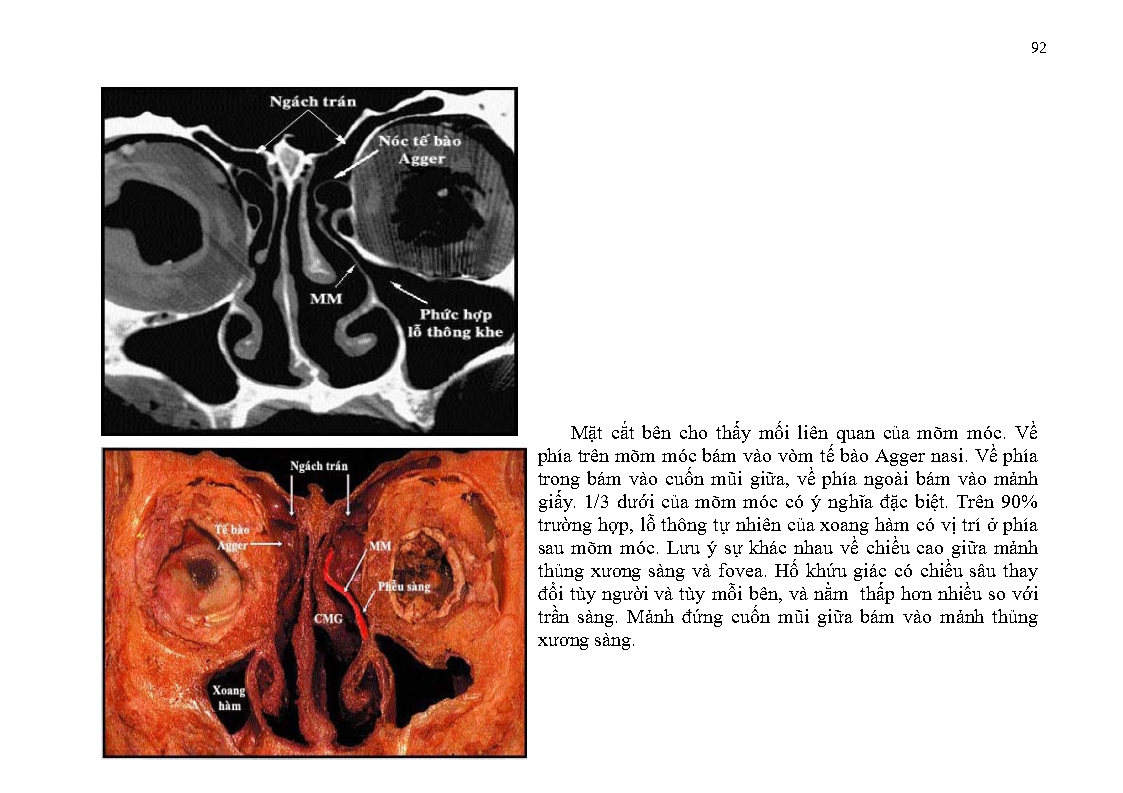 92
Ngách trán
Nóc tế bào
Agger
MM
Phức hợp
lỗ thông khe
Mặt cắt bên cho thấy mối liên quan của mõm móc. Về
phía trên mõm móc bám vào vòm tế bào Agger nasi. Về phía
trong bám vào cuốn mũi giữa, về phía ngoài bám vào mảnh
giấy. 1/3 dưới của mõm móc có ý nghĩa đặc biệt. Trên 90%
trường hợp, lỗ thông tự nhiên của xoang hàm có vị trí ở phía
sau mõm móc. Lưu ý sự khác nhau về chiều cao giữa mảnh
thủng xương sàng và fovea. Hố khứu giác có chiều sâu thay
đổi tùy người và tùy mỗi bên, và nằm thấp hơn nhiều so với
trần sàng. Mảnh đứng cuốn mũi giữa bám vào mảnh thủng
xương sàng.
Ngách trán
Tế bào
Agger
MM
Phễu sàng
CMG
Xoang
hàm